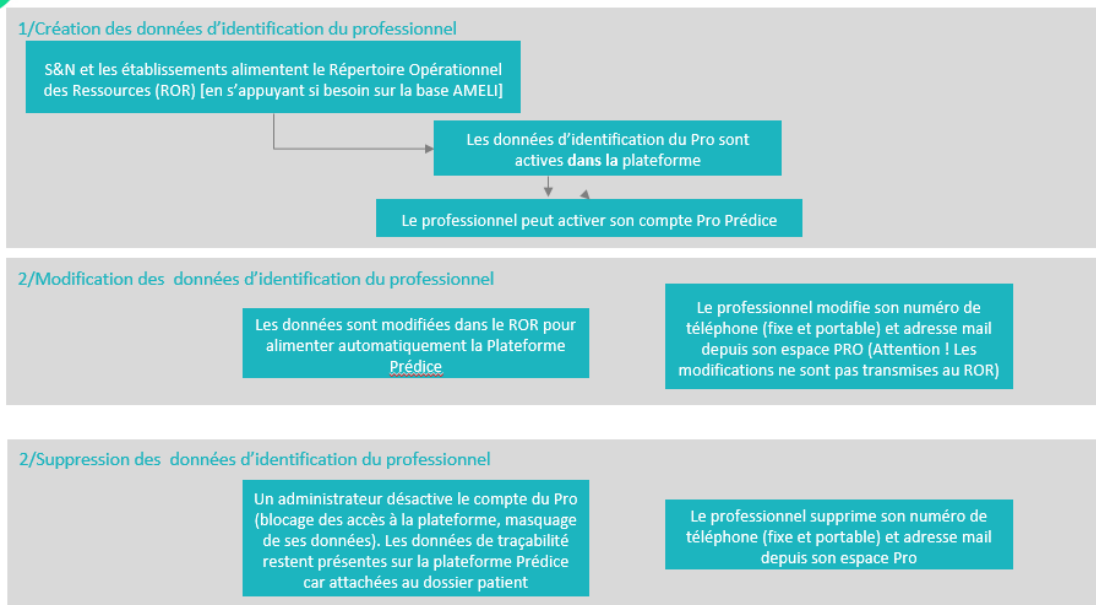 1/Création des données d’identification du professionnel
S&N et les établissements alimentent le Répertoire Opérationnel
des Ressources (ROR) [en s’appuyant si besoin sur la base AMELI]
Les données d’identification du Pro sont
actives dans la plateforme
Le professionnel peut activer son compte Pro Prédice
2/Modification des  données d’identification du professionnel
Les données sont modifiées dans le ROR pour
alimenter automatiquement la Plateforme
Prédice
Le professionnel modifie son numéro de
téléphone (fixe et portable) et adresse mail
depuis son espace PRO (Attention ! Les
modifications ne sont pas transmises au ROR)
2/Suppression des  données d’identification du professionnel
Un administrateur désactive le compte du Pro
(blocage des accès à la plateforme, masquage
de ses données). Les données de traçabilité
restent présentes sur la plateforme Prédice
car attachées au dossier patient
Le professionnel supprime son numéro de
téléphone (fixe et portable) et adresse mail
depuis son espace Pro